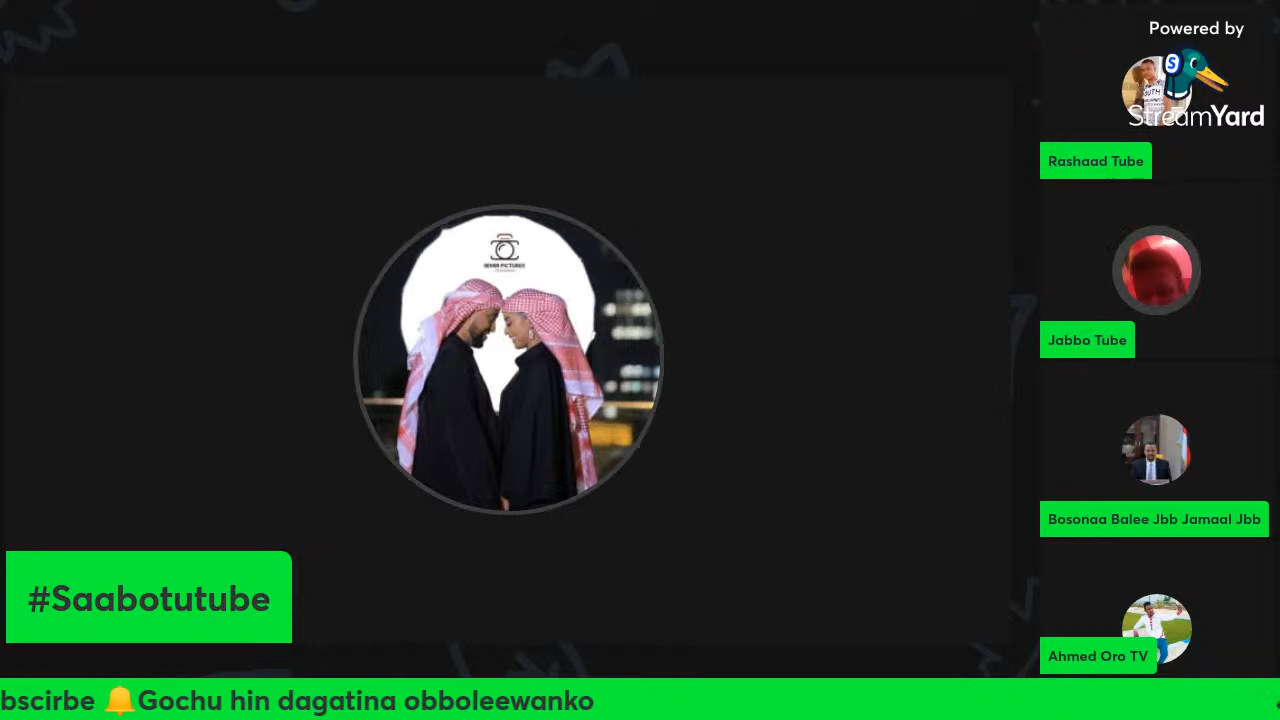 Powered by
StreamYard
Rashaad Tube
Jabbo Tube
Bosonaa Balee Jbb Jamaal Jbb
Ahmed Oro TV
#Saabotutube
bscirbe 🔔Gochu hin dagatina obboleewanko